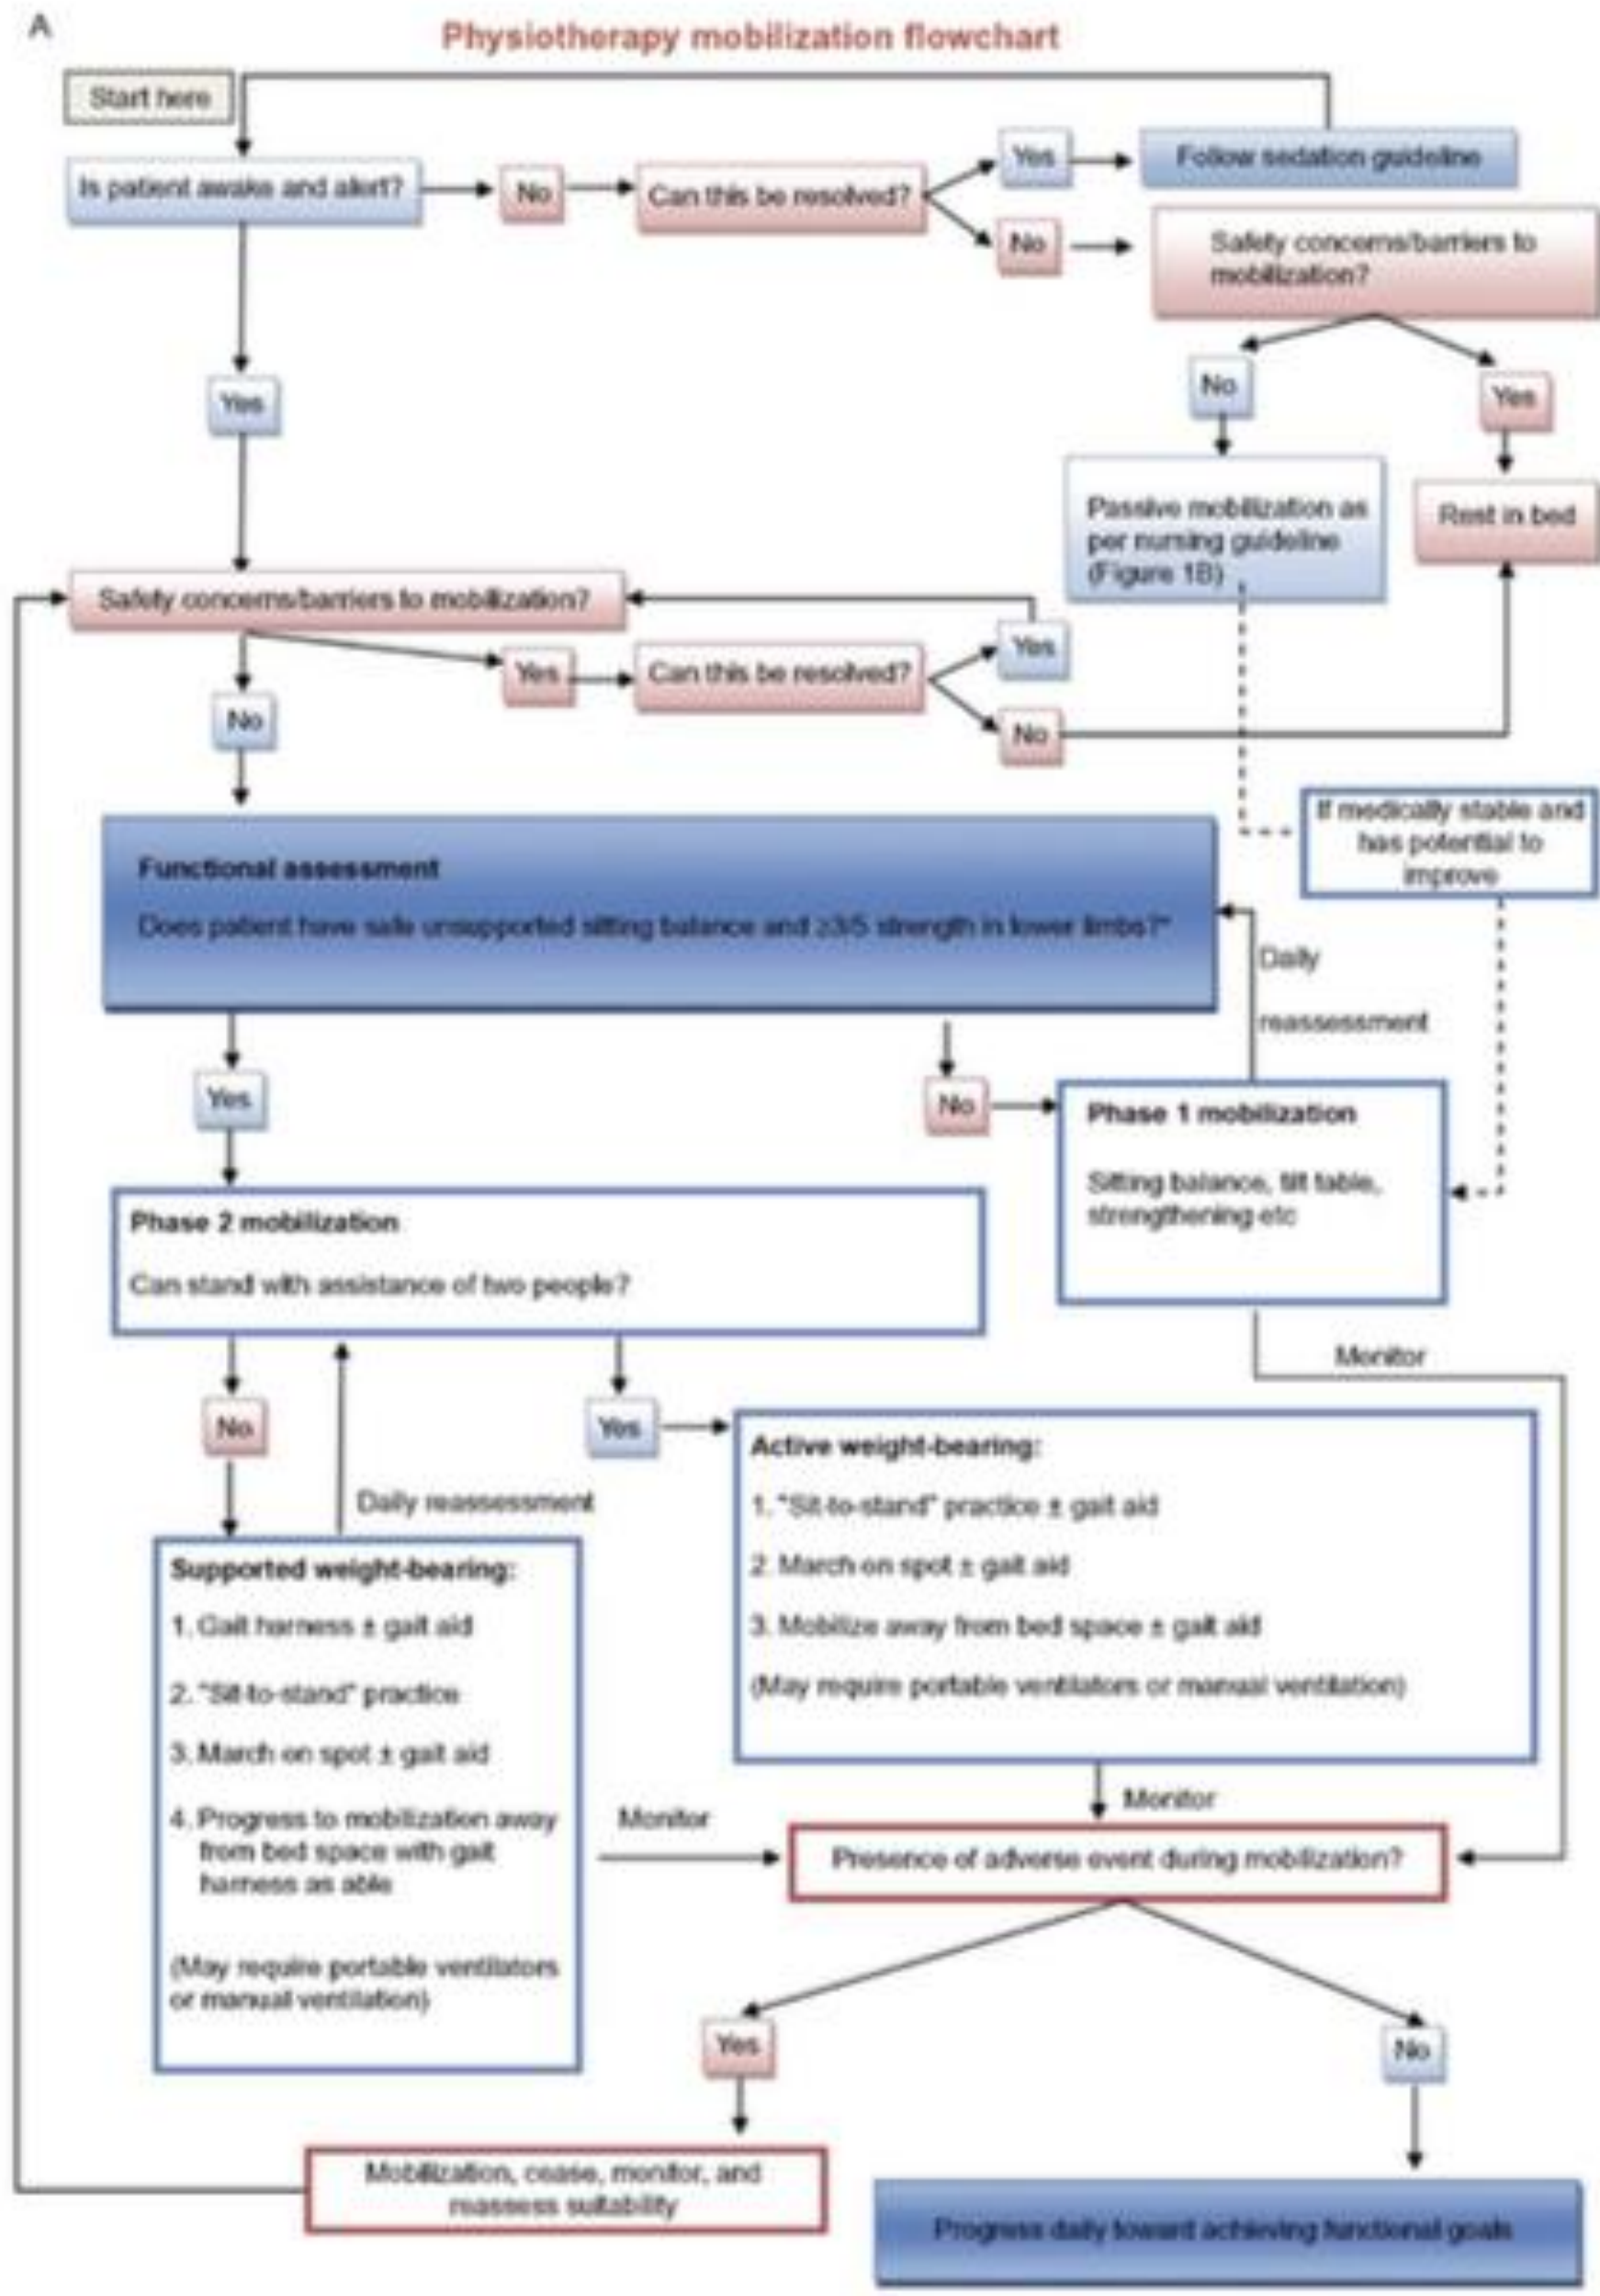 A
Physiotherapy mobilization flowchart
Start here
Is patient awake and alert?
No
Can this be resolved?
Yes
Follow sedation guideline
No
Safety concerns/barriers to
mobilization?
No
Yes
Yes
Passive mobilization as
per nursing guideline
(Figure 1B)
Rest in bed
Safety concerns/barriers to mobilization?
Yes
Can this be resolved?
Yes
No
No
If medically stable and
has potential to
improve
Functional assessment
Does patient have safe unsupported sitting balance and ≥3/5 strength in lower limbs?*
Daily
reassessment
Yes
No
Phase 1 mobilization
Sitting balance, tilt table,
strengthening etc
Phase 2 mobilization
Can stand with assistance of two people?
Monitor
No
Yes
Daily reassessment
Active weight-bearing:
1. "Sit-to-stand" practice ± gait aid
2. March on spot ± gait aid
3. Mobilize away from bed space ± gait aid
(May require portable ventilators or manual ventilation)
Supported weight-bearing:
1. Gait harness ± gait aid
2. "Sit-to-stand" practice
3. March on spot ± gait aid
4. Progress to mobilization away
from bed space with gait
harness as able
(May require portable ventilators
or manual ventilation)
Monitor
Monitor
Presence of adverse event during mobilization?
Yes
No
Mobilization, cease, monitor, and
reassess suitability
Progress daily toward achieving functional goals